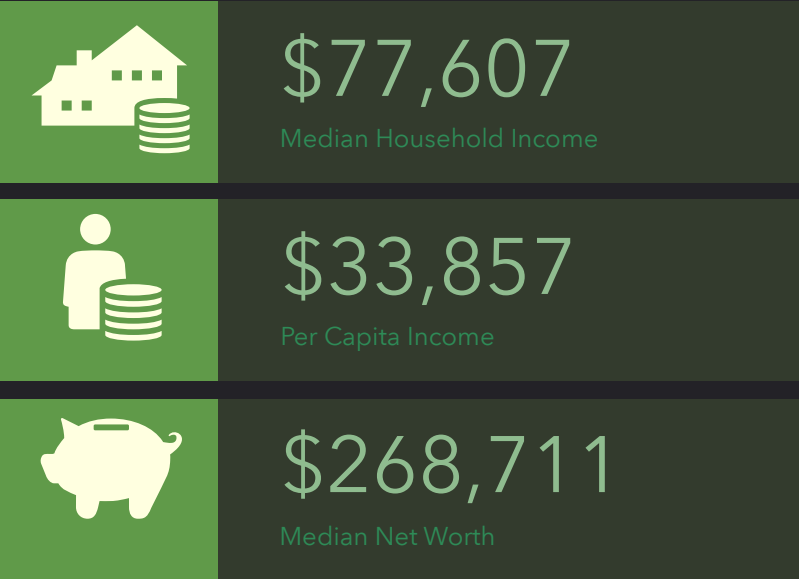 $77,607
Median Household Income
$33,857
Per Capita Income
$268,711
Median Net Worth